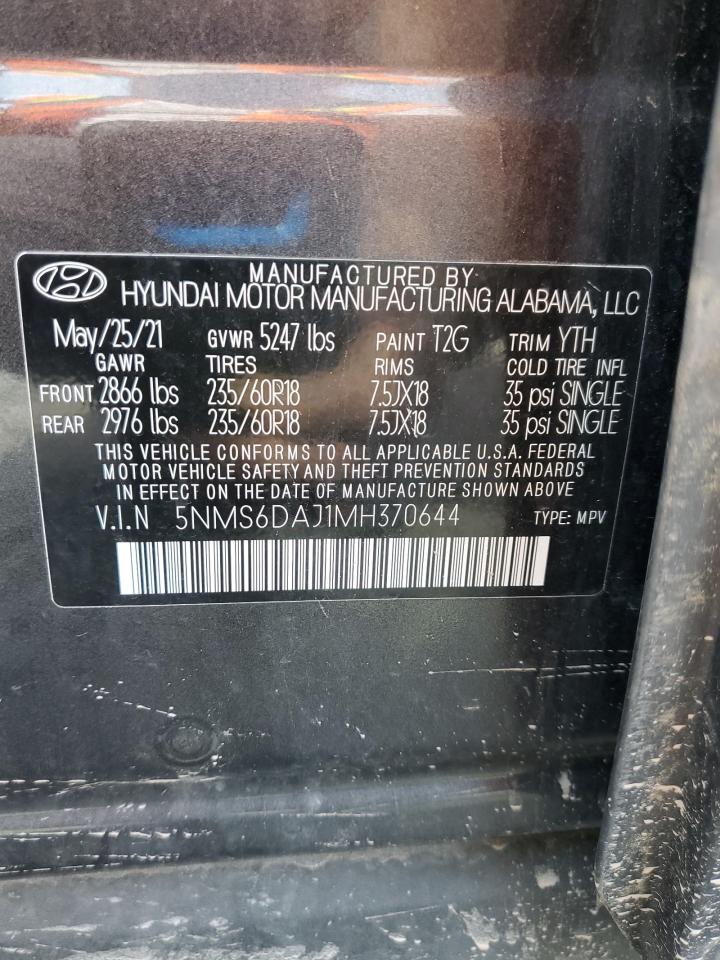 MANUFACTURED BY
HYUNDAI MOTOR MANUFACTURING ALABAMA, LLC
May/25/21 GVWR 5247 lbs PAINT T2G TRIM YTH
GAWR TIRES RIMS COLD TIRE INFL
FRONT 2866 lbs 235/60R18 7.5JX18 35 psi SINGLE
REAR 2976 lbs 235/60R18 7.5JX18 35 psi SINGLE
THIS VEHICLE CONFORMS TO ALL APPLICABLE U.S.A. FEDERAL
MOTOR VEHICLE SAFETY AND THEFT PREVENTION STANDARDS
IN EFFECT ON THE DATE OF MANUFACTURE SHOWN ABOVE
V.I.N 5NMS6DAJ1MH370644 TYPE: MPV